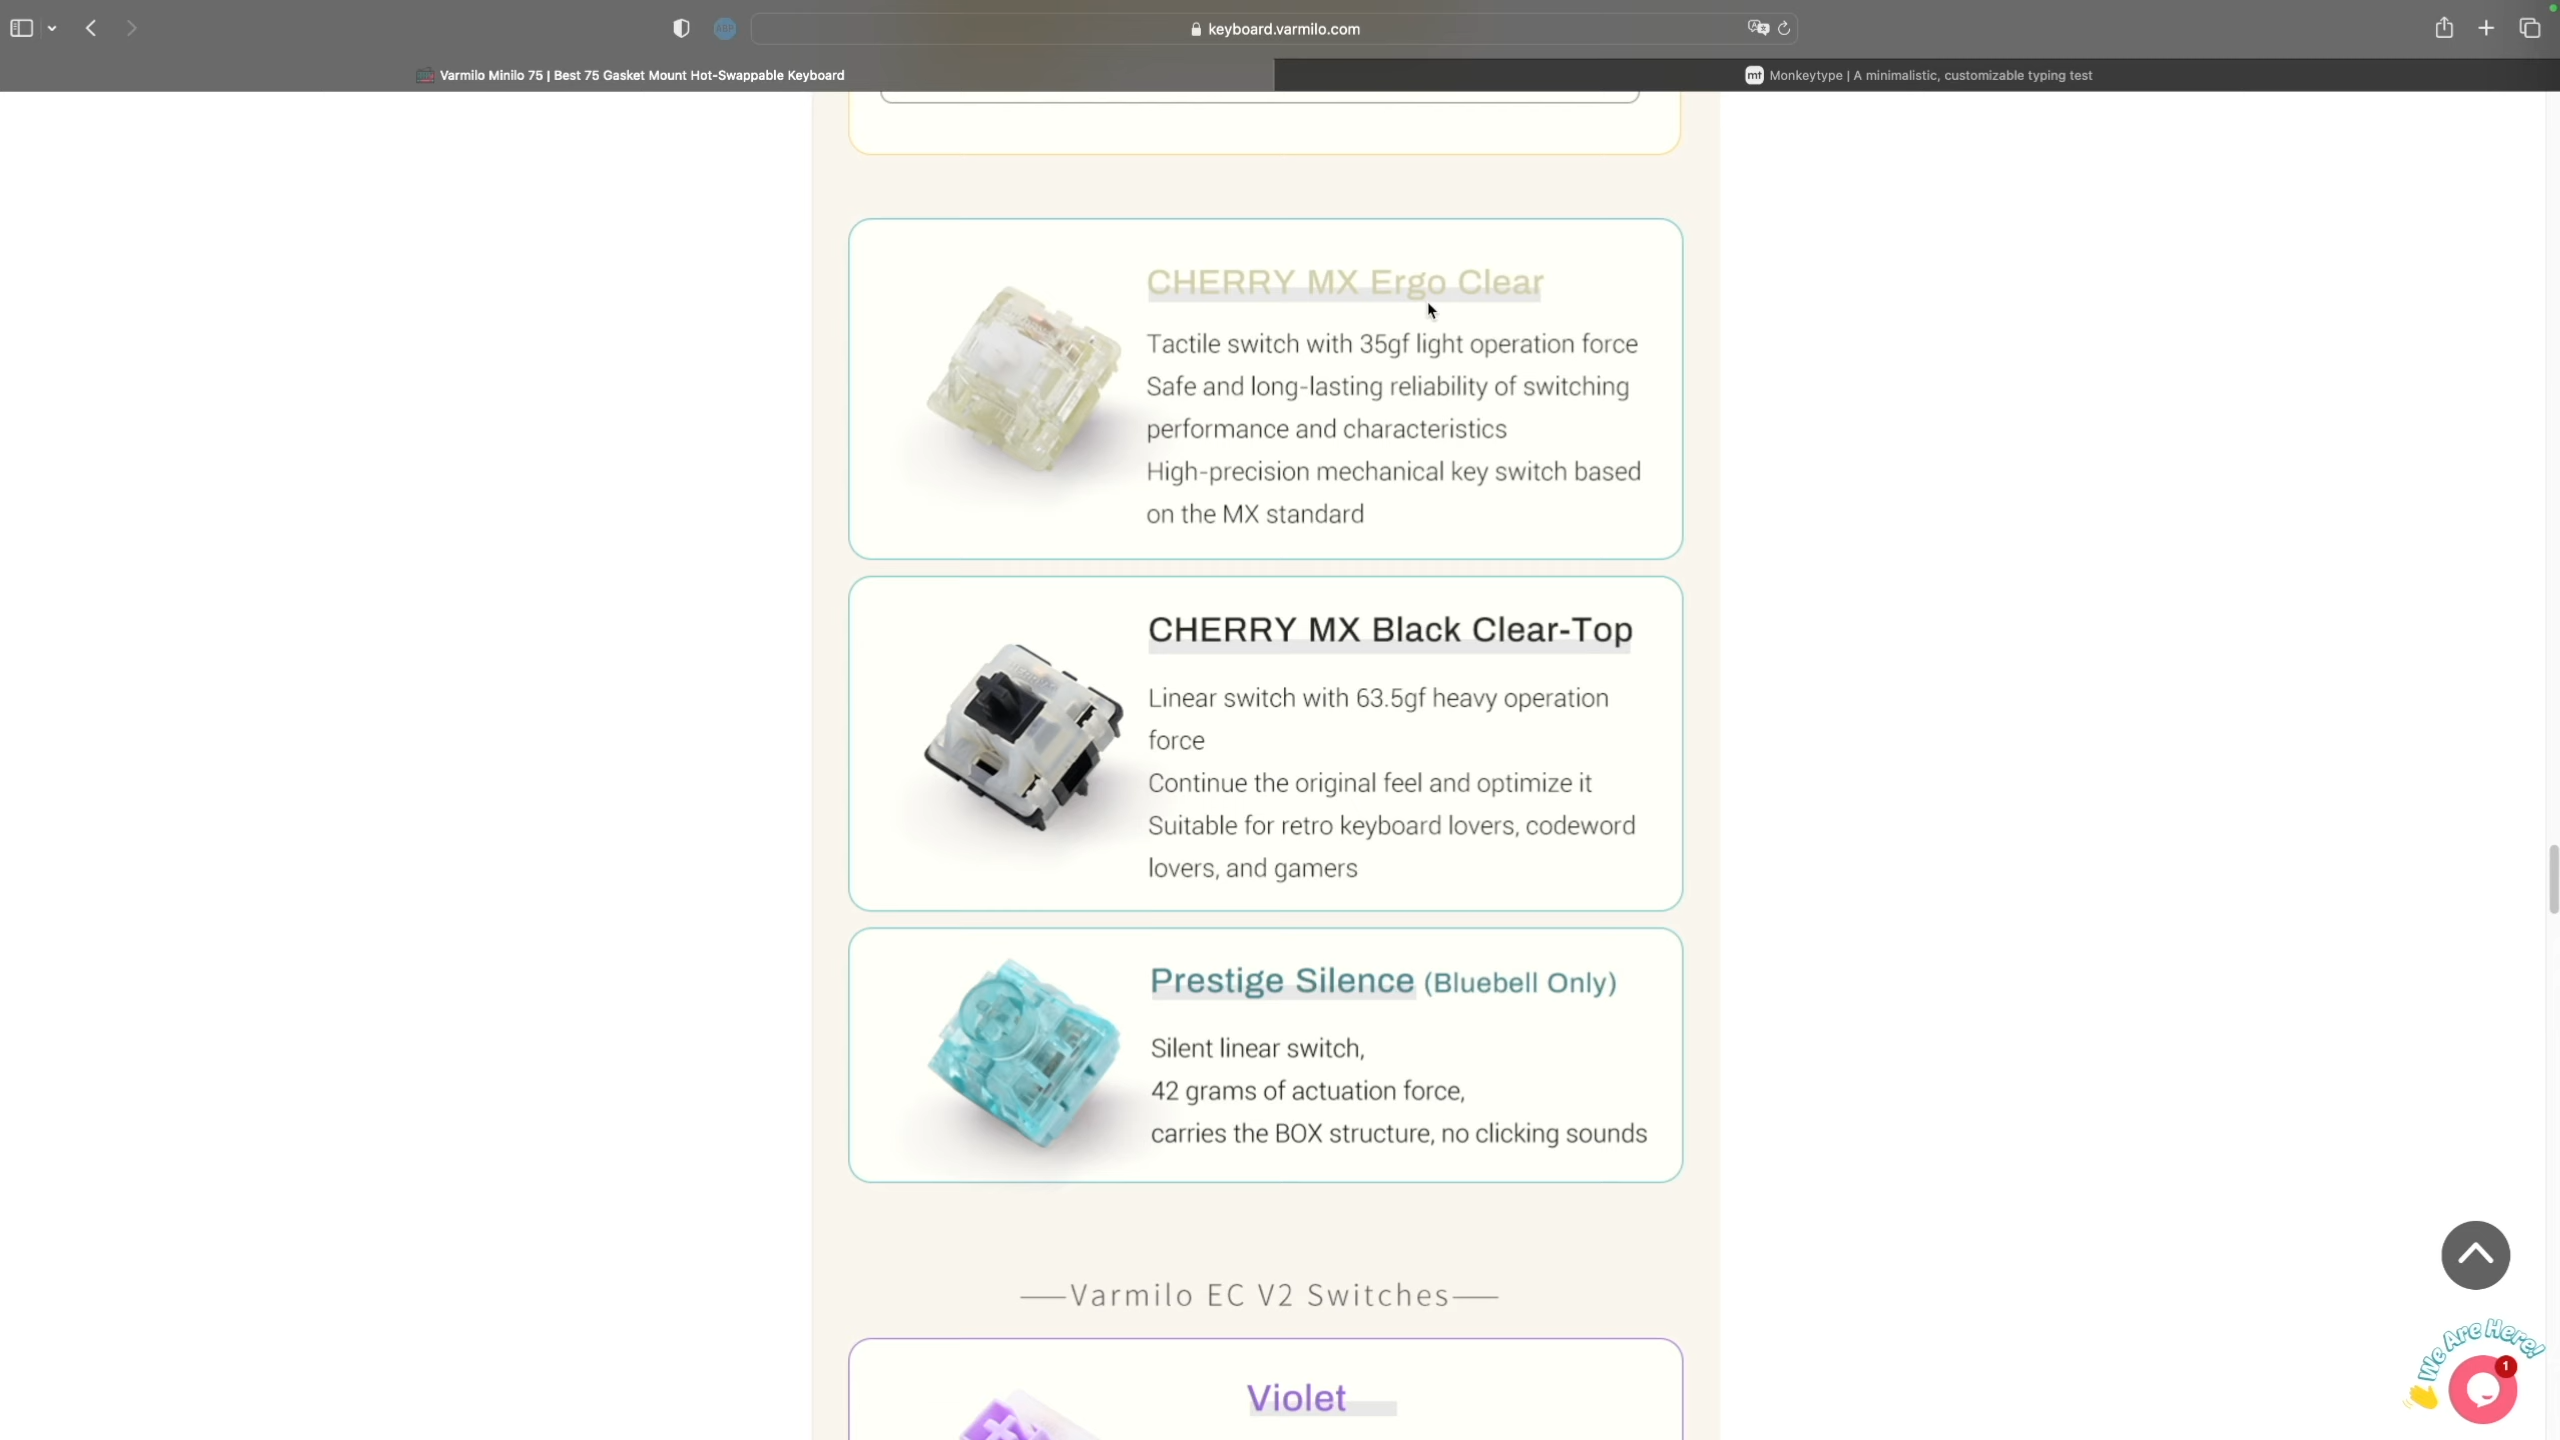 keyboard.varmilo.com
Varmilo Minilo 75 | Best 75 Gasket Mount Hot-Swappable Keyboard
mt Monkeytype | A minimalistic, customizable typing test
CHERRY MX Ergo Clear
Tactile switch with 35gf light operation force
Safe and long-lasting reliability of switching
performance and characteristics
High-precision mechanical key switch based
on the MX standard
CHERRY MX Black Clear-Top
Linear switch with 63.5gf heavy operation
force
Continue the original feel and optimize it
Suitable for retro keyboard lovers, codeword
lovers, and gamers
Prestige Silence (Bluebell Only)
Silent linear switch,
42 grams of actuation force,
carries the BOX structure, no clicking sounds
Varmilo EC V2 Switches
Violet
We Are Here!
1